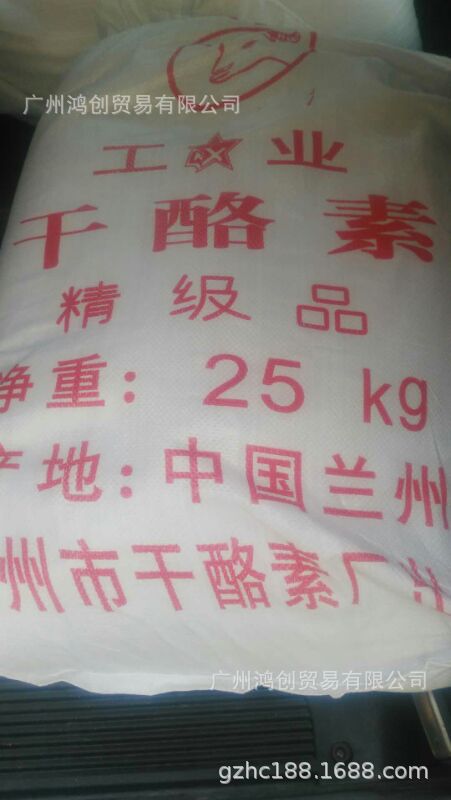 广州鸿创贸易有限公司
工业
干酪素
精级品
净重：25 kg
产地：中国兰州
州市干酪素厂
广州鸿创贸易有限公司
gzhc188.1688.com